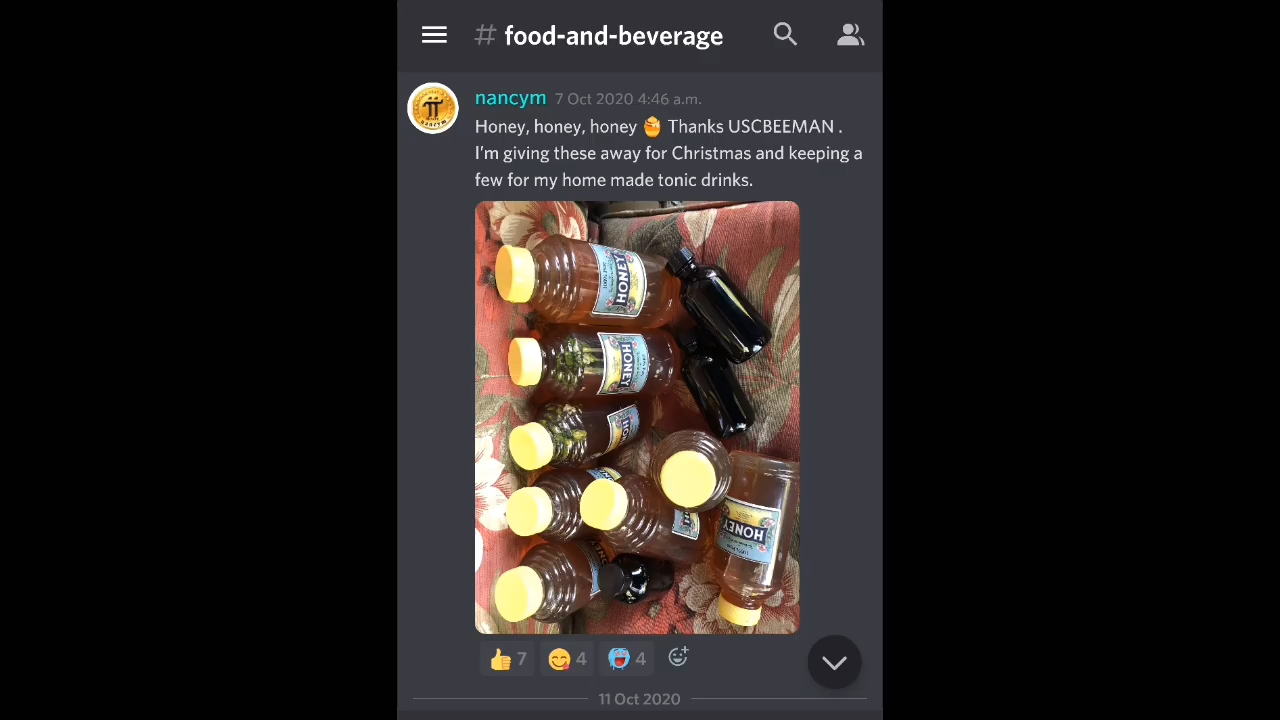 # food-and-beverage
nancym 7 Oct 2020 4:46 a.m.
Honey, honey, honey 🍯 Thanks USCBEEMAN .
I'm giving these away for Christmas and keeping a
few for my home made tonic drinks.
HONEY
HONEY
HONEY
HONEY
👍 7 😋 4 4
11 Oct 2020